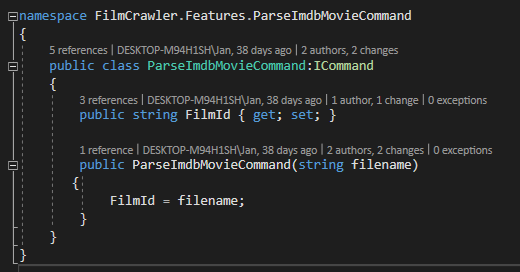 namespace FilmCrawler.Features.ParseImdbMovieCommand
{
5 references | DESKTOP-M94H1SH\Jan, 38 days ago | 2 authors, 2 changes
public class ParseImdbMovieCommand:ICommand
{
3 references | DESKTOP-M94H1SH\Jan, 38 days ago | 1 author, 1 change | 0 exceptions
public string FilmId { get; set; }
1 reference | DESKTOP-M94H1SH\Jan, 38 days ago | 2 authors, 2 changes | 0 exceptions
public ParseImdbMovieCommand(string filename)
{
FilmId = filename;
}
}
}